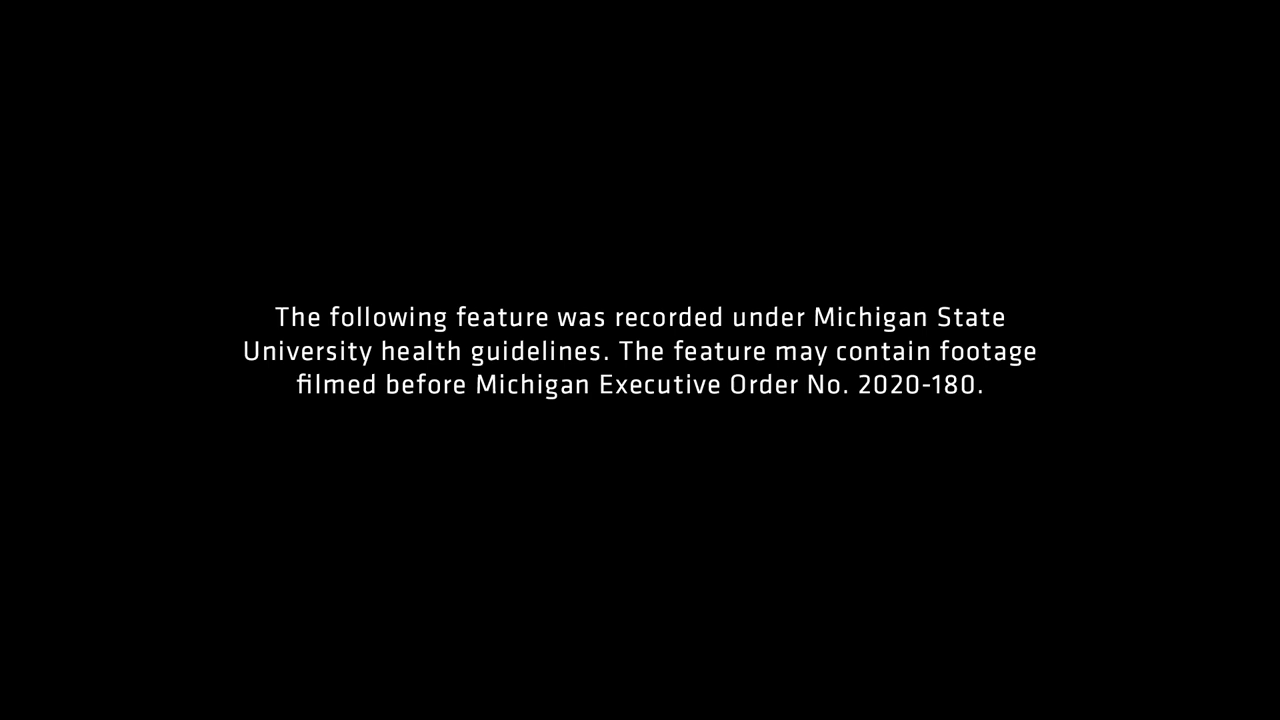 The following feature was recorded under Michigan State
University health guidelines. The feature may contain footage
filmed before Michigan Executive Order No. 2020-180.